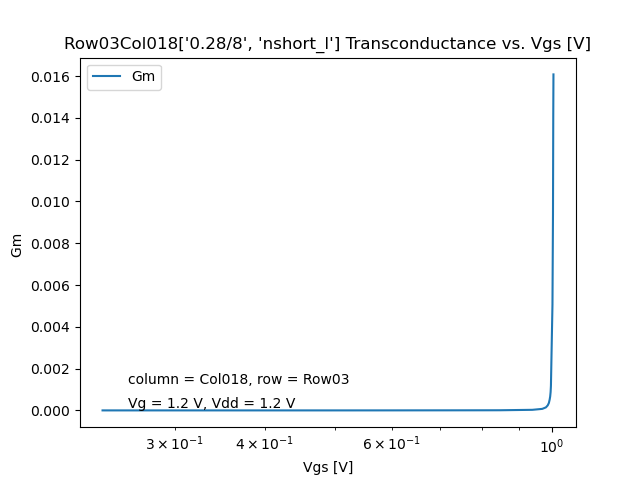 Row03Col018['0.28/8', 'nshort_l'] Transconductance vs. Vgs [V]
Gm
0.016
0.014
0.012
0.010
0.008
0.006
0.004
0.002
0.000
Gm
column = Col018, row = Row03
Vg = 1.2 V, Vdd = 1.2 V
3 × 10⁻¹ 4 × 10⁻¹ 6 × 10⁻¹ 10⁰
Vgs [V]